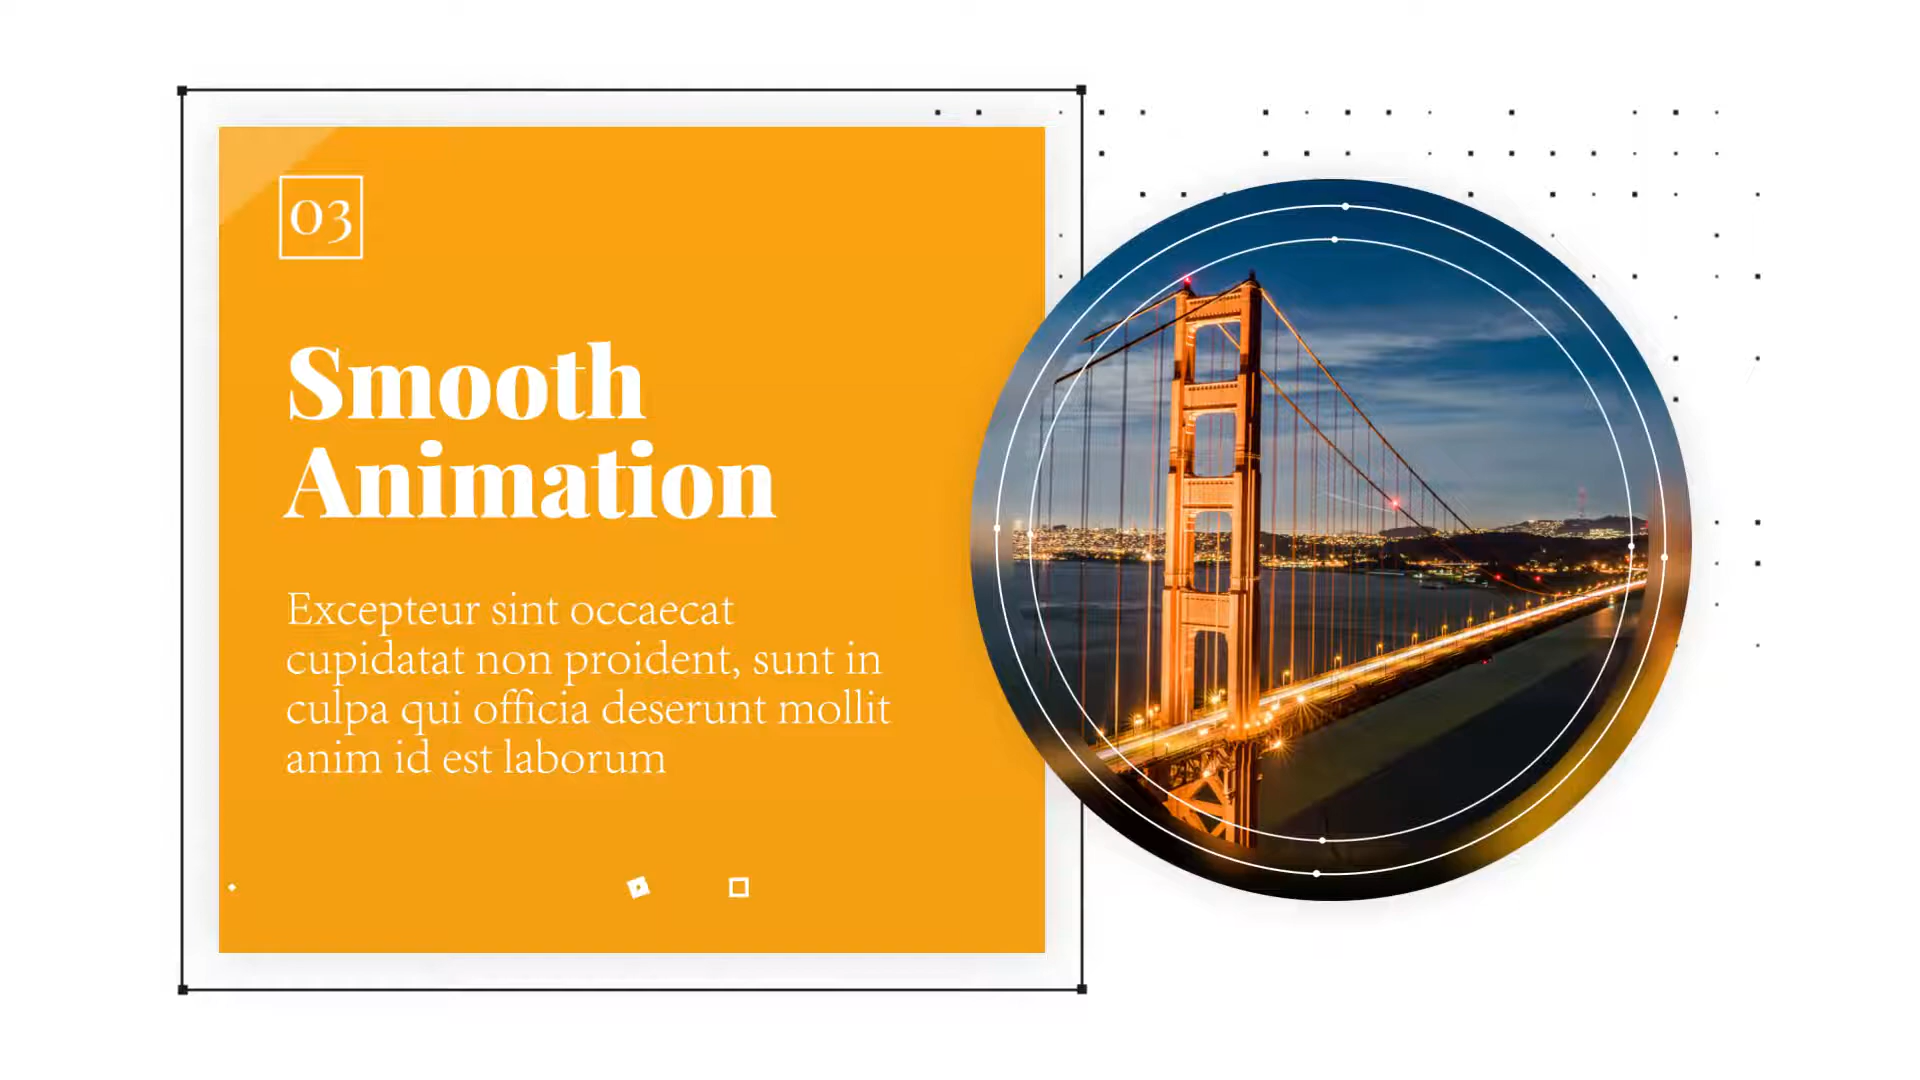 03
Smooth
Animation
Excepteur sint occaecat
cupidatat non proident, sunt in
culpa qui officia deserunt mollit
anim id est laborum